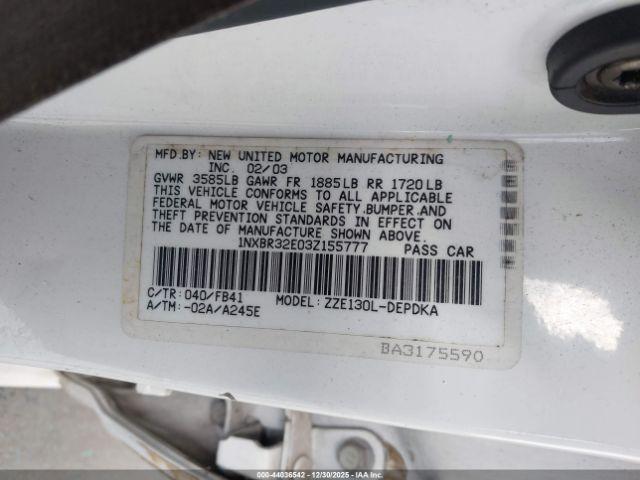 MFD.BY: NEW UNITED MOTOR MANUFACTURING
INC. 02/03
GVWR 3585LB GAWR FR 1885LB RR 1720LB
THIS VEHICLE CONFORMS TO ALL APPLICABLE
FEDERAL MOTOR VEHICLE SAFETY,BUMPER,AND
THEFT PREVENTION STANDARDS IN EFFECT ON
THE DATE OF MANUFACTURE SHOWN ABOVE.
1NXBR32E03Z155777 PASS CAR
C/TR: 040/FB41 MODEL: ZZE130L-DEPDKA
A/TM: -02A/A245E
BA3175590
000-44036542 - 12/30/2025 - IAA Holdings, LLC